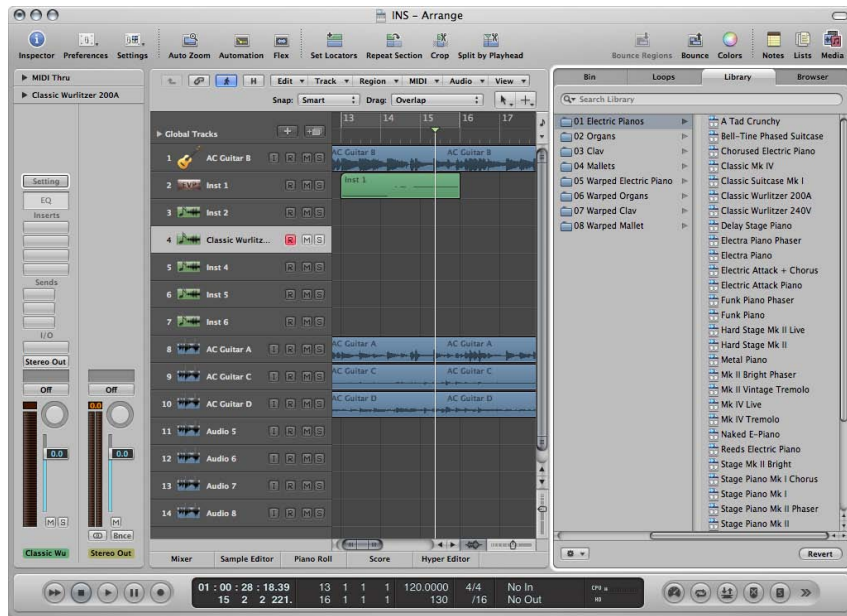 INS - Arrange
Inspector Preferences Settings Auto Zoom Automation Flex Set Locators Repeat Section Crop Split by Playhead Bounce Regions Bounce Colors Notes Lists Media
MIDI Thru
Classic Wurlitzer 200A
Setting
EQ
Inserts
Sends
I/O
Stereo Out
Off Off
0.0
0.0 0.0
M S M
Bnce
Classic Wu Stereo Out
H Edit Track Region MIDI Audio View
Snap: Smart Drag: Overlap
Global Tracks
13 14 15 16 17
1 AC Guitar B I R M S
AC Guitar B AC Guitar B
2 Inst 1 R M S
Inst 1
3 Inst 2 R M S
4 Classic Wurlitz... R M S
5 Inst 4 R M S
6 Inst 5 R M S
7 Inst 6 R M S
8 AC Guitar A I R M S
AC Guitar A AC Guitar A
9 AC Guitar C I R M S
AC Guitar C AC Guitar C
10 AC Guitar D I R M S
AC Guitar D AC Guitar D
11 Audio 5 I R M S
12 Audio 6 I R M S
13 Audio 7 I R M S
14 Audio 8 I R M S
Mixer Sample Editor Piano Roll Score Hyper Editor
Bin Loops Library Browser
Search Library
01 Electric Pianos
02 Organs
03 Clav
04 Mallets
05 Warped Electric Piano
06 Warped Organs
07 Warped Clav
08 Warped Mallet
A Tad Crunchy
Bell-Tine Phased Suitcase
Chorused Electric Piano
Classic Mk IV
Classic Suitcase Mk I
Classic Wurlitzer 200A
Classic Wurlitzer 240V
Delay Stage Piano
Electra Piano Phaser
Electra Piano
Electric Attack + Chorus
Electric Attack Piano
Funk Piano Phaser
Funk Piano
Hard Stage Mk II Live
Hard Stage Mk II
Metal Piano
Mk II Bright Phaser
Mk II Vintage Tremolo
Mk IV Live
Mk IV Tremolo
Naked E-Piano
Reeds Electric Piano
Stage Mk II Bright
Stage Piano Mk I Chorus
Stage Piano Mk I
Stage Piano Mk II Phaser
Stage Piano Mk II
Revert
01 : 00 : 28 : 18.39 13 1 1 1 120.0000 4/4 No In CPU
15 2 2 221. 16 1 1 1 130 /16 No Out HD